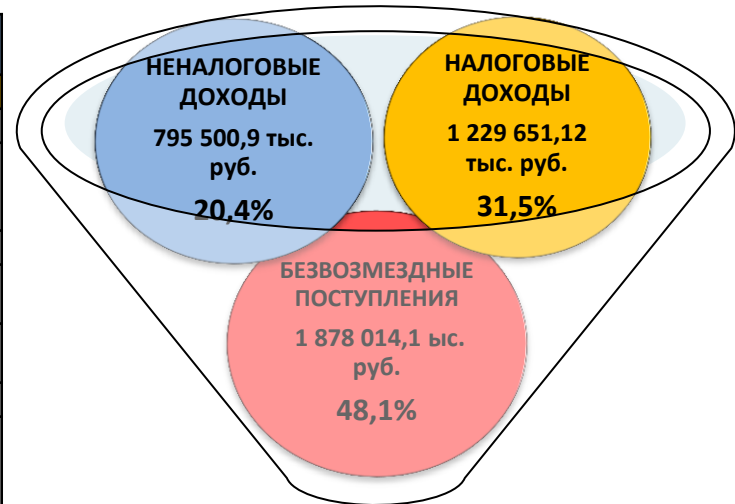 НЕНАЛОГОВЫЕ
ДОХОДЫ
795 500,9 тыс.
руб.
20,4%
НАЛОГОВЫЕ
ДОХОДЫ
1 229 651,12
тыс. руб.
31,5%
БЕЗВОЗМЕЗДНЫЕ
ПОСТУПЛЕНИЯ
1 878 014,1 ыс.
руб.
48,1%